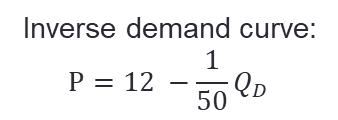 Inverse demand curve:
P = 12 − 1/50 Q_D